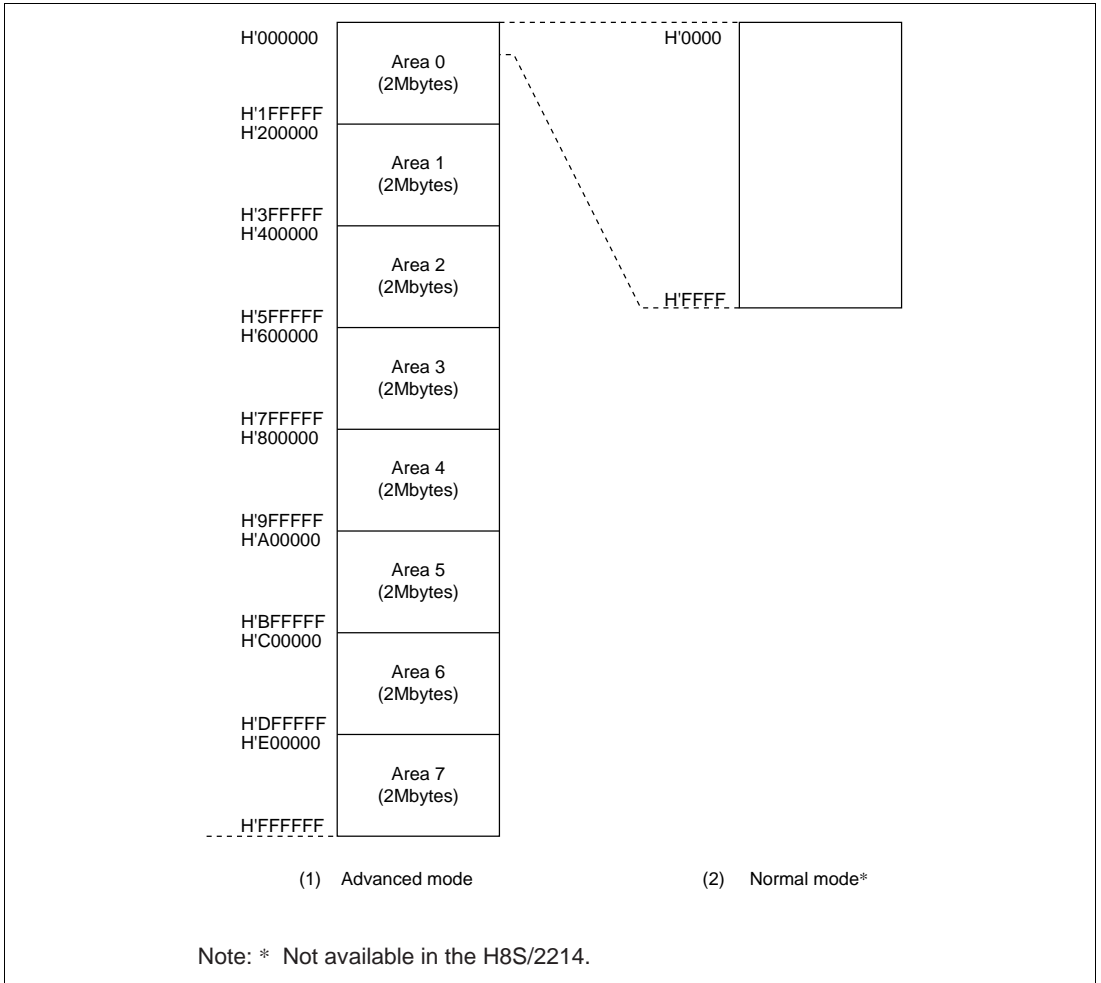 H'000000
Area 0
(2Mbytes)
H'1FFFFF
H'200000
Area 1
(2Mbytes)
H'3FFFFF
H'400000
Area 2
(2Mbytes)
H'5FFFFF
H'600000
Area 3
(2Mbytes)
H'7FFFFF
H'800000
Area 4
(2Mbytes)
H'9FFFFF
H'A00000
Area 5
(2Mbytes)
H'BFFFFF
H'C00000
Area 6
(2Mbytes)
H'DFFFFF
H'E00000
Area 7
(2Mbytes)
H'FFFFFF
(1) Advanced mode
H'0000
H'FFFF
(2) Normal mode*
Note: * Not available in the H8S/2214.